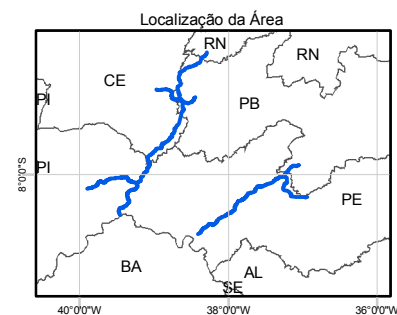 Localização da Área
RN
RN
CE
PI
PB
PI
8°0'0"S
PE
BA
AL
SE
40°0'0"W
38°0'0"W
36°0'0"W